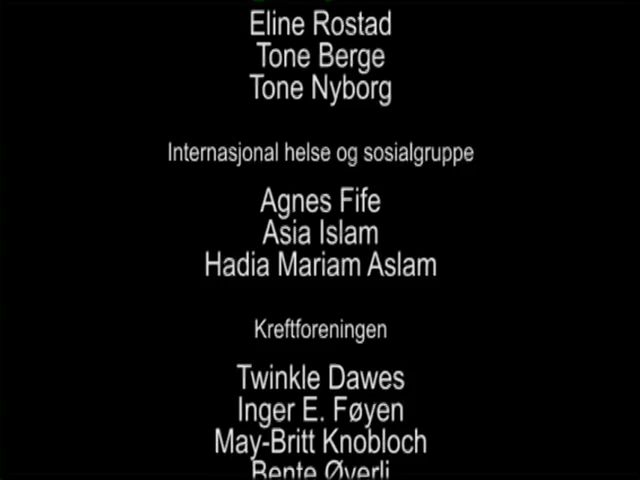 Eline Rostad
Tone Berge
Tone Nyborg
Internasjonal helse og sosialgruppe
Agnes Fife
Asia Islam
Hadia Mariam Aslam
Kreftforeningen
Twinkle Dawes
Inger E. Føyen
May-Britt Knobloch
Bente Øverli